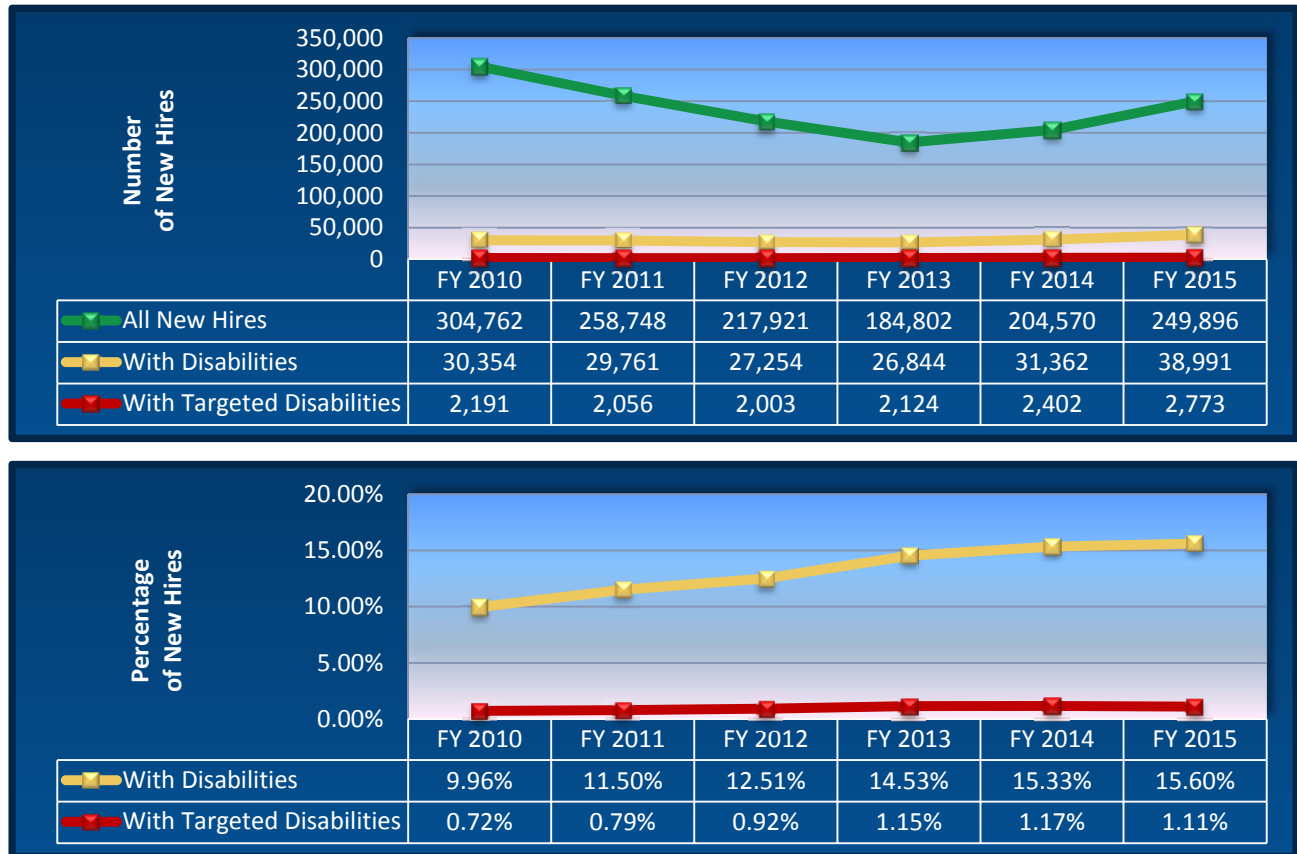 350,000
300,000
250,000
200,000
150,000
100,000
50,000
0
Number
of New Hires
FY 2010 FY 2011 FY 2012 FY 2013 FY 2014 FY 2015
All New Hires 304,762 258,748 217,921 184,802 204,570 249,896
With Disabilities 30,354 29,761 27,254 26,844 31,362 38,991
With Targeted Disabilities 2,191 2,056 2,003 2,124 2,402 2,773
20.00%
15.00%
10.00%
5.00%
0.00%
Percentage
of New Hires
FY 2010 FY 2011 FY 2012 FY 2013 FY 2014 FY 2015
With Disabilities 9.96% 11.50% 12.51% 14.53% 15.33% 15.60%
With Targeted Disabilities 0.72% 0.79% 0.92% 1.15% 1.17% 1.11%